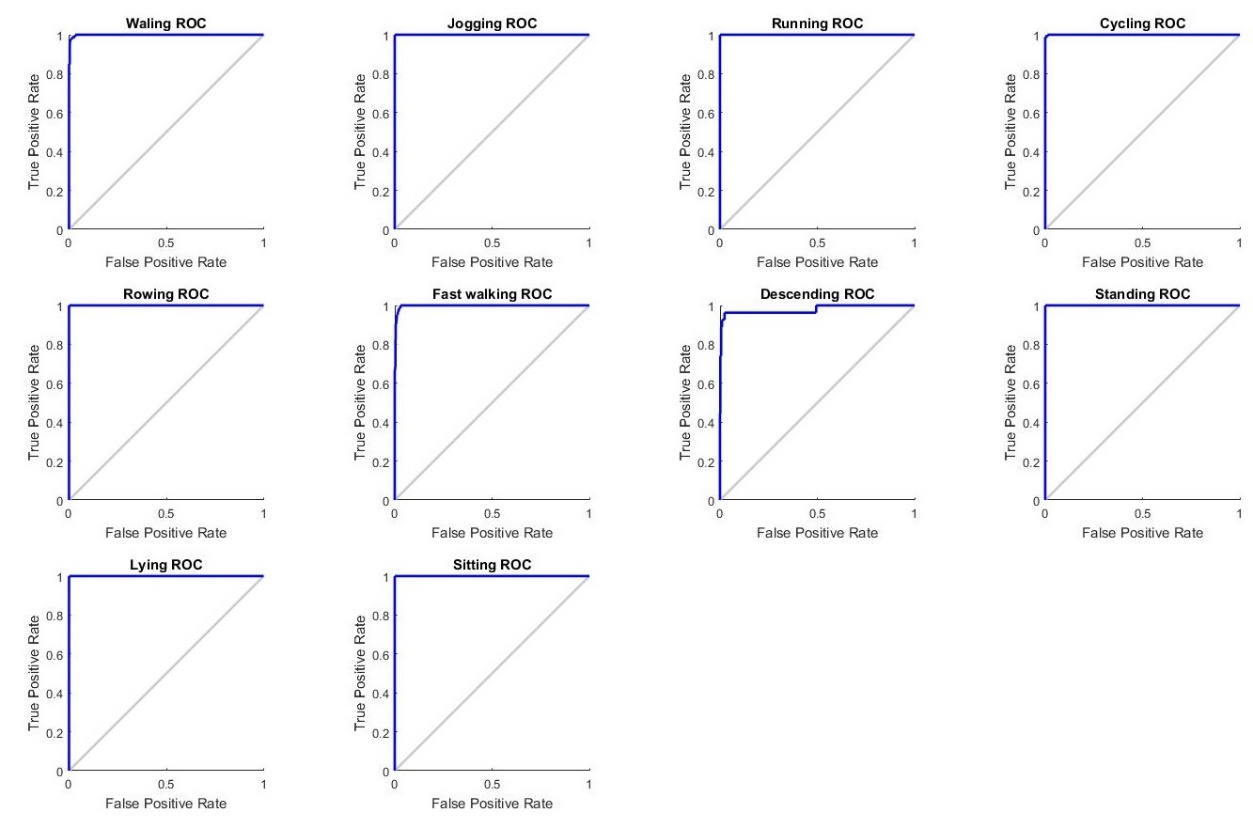 Waling ROC
1
0.8
0.6
0.4
0.2
0
True Positive Rate
0 0.5 1
False Positive Rate
Jogging ROC
1
0.8
0.6
0.4
0.2
0
True Positive Rate
0 0.5 1
False Positive Rate
Running ROC
1
0.8
0.6
0.4
0.2
0
True Positive Rate
0 0.5 1
False Positive Rate
Cycling ROC
1
0.8
0.6
0.4
0.2
0
True Positive Rate
0 0.5 1
False Positive Rate
Rowing ROC
1
0.8
0.6
0.4
0.2
0
True Positive Rate
0 0.5 1
False Positive Rate
Fast walking ROC
1
0.8
0.6
0.4
0.2
0
True Positive Rate
0 0.5 1
False Positive Rate
Descending ROC
1
0.8
0.6
0.4
0.2
0
True Positive Rate
0 0.5 1
False Positive Rate
Standing ROC
1
0.8
0.6
0.4
0.2
0
True Positive Rate
0 0.5 1
False Positive Rate
Lying ROC
1
0.8
0.6
0.4
0.2
0
True Positive Rate
0 0.5 1
False Positive Rate
Sitting ROC
1
0.8
0.6
0.4
0.2
0
True Positive Rate
0 0.5 1
False Positive Rate